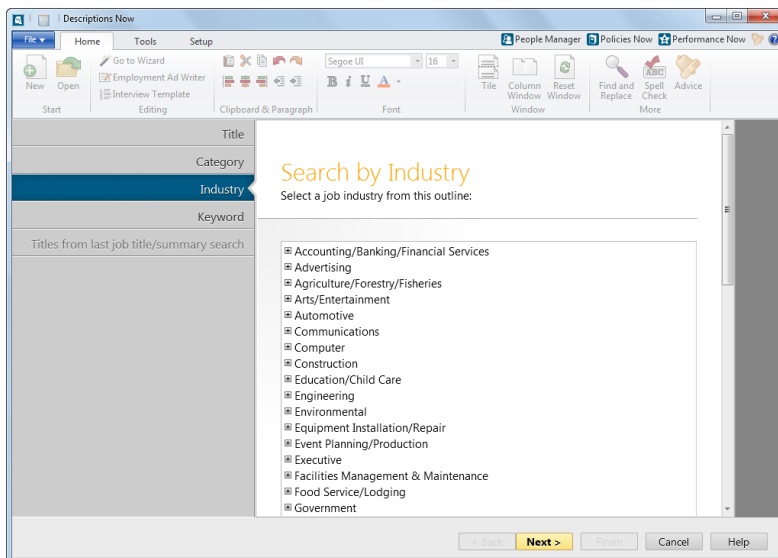 Descriptions Now
File Home Tools Setup People Manager Policies Now Performance Now
New Open Go to Wizard Employment Ad Writer Interview Template
Start Editing
Segoe UI 16
B i U A
Clipboard & Paragraph Font
Tile Column Window Reset Window
Window
Find and Replace ABC Spell Check Advice
More
Title
Category
Industry
Keyword
Titles from last job title/summary search
Search by Industry
Select a job industry from this outline:
Accounting/Banking/Financial Services
Advertising
Agriculture/Forestry/Fisheries
Arts/Entertainment
Automotive
Communications
Computer
Construction
Education/Child Care
Engineering
Environmental
Equipment Installation/Repair
Event Planning/Production
Executive
Facilities Management & Maintenance
Food Service/Lodging
Government
< Back Next > Finish Cancel Help